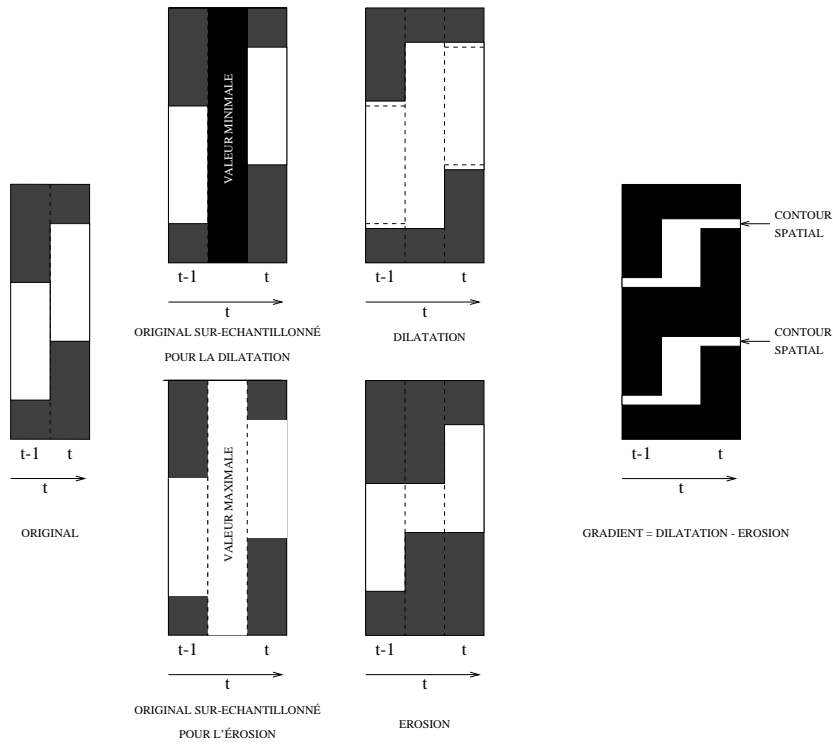 VALEUR MINIMALE
t-1 t
t
ORIGINAL SUR-ECHANTILLONNÉ
POUR LA DILATATION
t-1 t
t
DILATATION
t-1 t
t
ORIGINAL
VALEUR MAXIMALE
t-1 t
t
ORIGINAL SUR-ECHANTILLONNÉ
POUR L'ÉROSION
t-1 t
t
EROSION
CONTOUR
SPATIAL
CONTOUR
SPATIAL
t-1 t
t
GRADIENT = DILATATION - EROSION